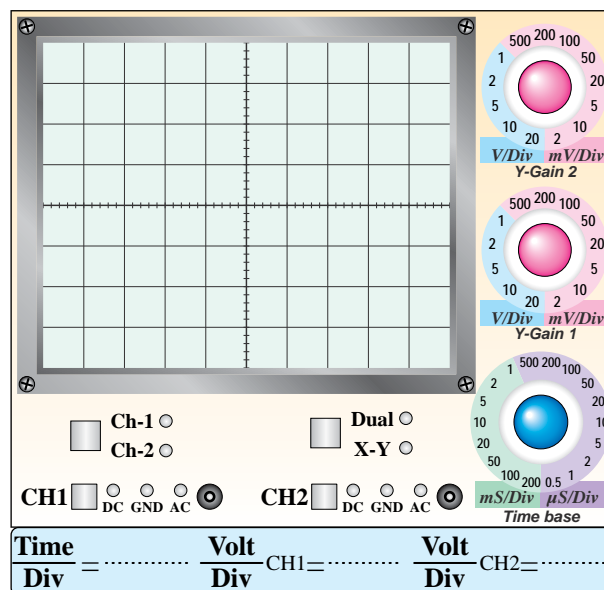 500 200 100
1 50
2 20
5 10
10 5
20 2
V/Div mV/Div
Y-Gain 2
500 200 100
1 50
2 20
5 10
10 5
20 2
V/Div mV/Div
Y-Gain 1
500 200
1 100
2 50
5 20
10 10
20 5
50 2
100 1
200 0.5
mS/Div µS/Div
Time base
Ch-1
Ch-2
Dual
X-Y
CH1 DC GND AC
CH2 DC GND AC
Time/Div = ............ Volt/Div CH1= ............ Volt/Div CH2= ............